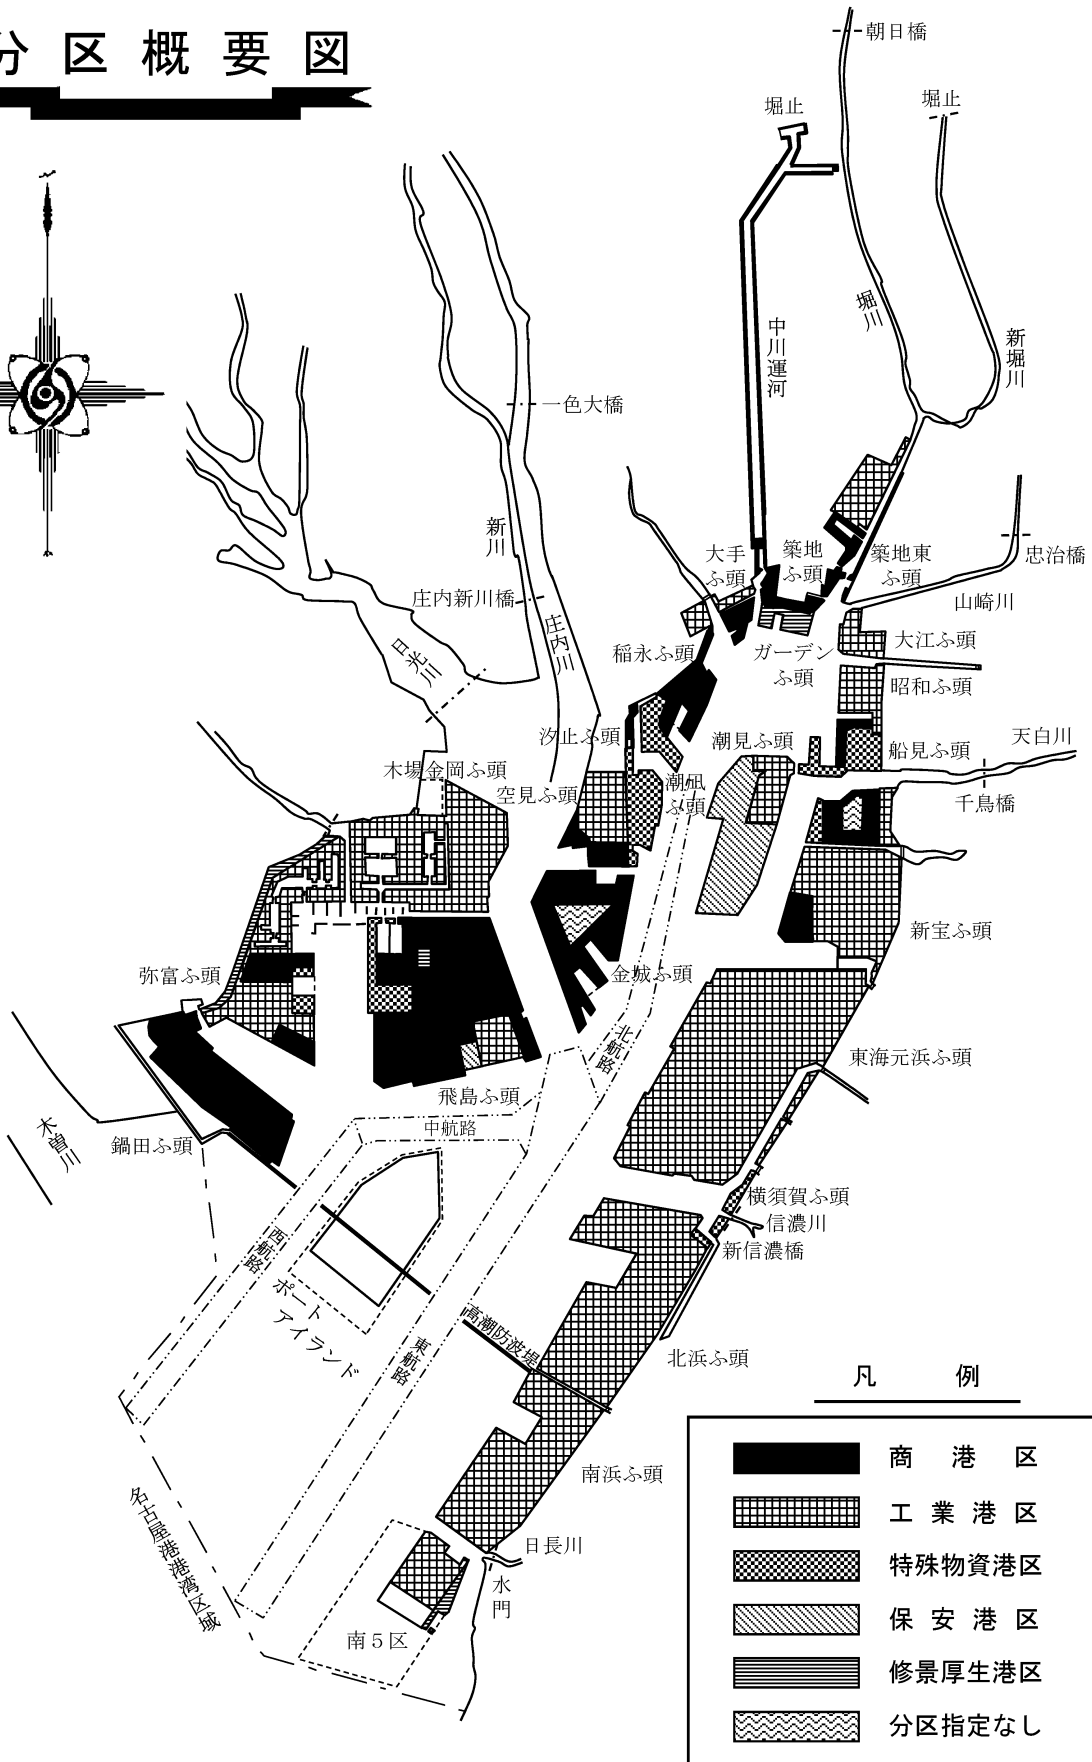 分区概要図
朝日橋
堀止
堀止
堀川
新堀川
中川運河
一色大橋
新川
大手
ふ頭
築地
ふ頭
築地東
ふ頭
忠治橋
山崎川
庄内新川橋
庄内川
日光川
稲永ふ頭
ガーデン
ふ頭
大江ふ頭
昭和ふ頭
汐止ふ頭
潮見ふ頭
船見ふ頭
天白川
木場金岡ふ頭
空見ふ頭
潮凪
ふ頭
千鳥橋
新宝ふ頭
弥富ふ頭
金城ふ頭
北航路
東海元浜ふ頭
飛島ふ頭
中航路
木曽川
鍋田ふ頭
横須賀ふ頭
信濃川
新信濃橋
西航路
ポート
アイランド
高潮防波堤
東航路
北浜ふ頭
南浜ふ頭
名古屋港港湾区域
日長川
水門
南5区
凡例
商港区
工業港区
特殊物資港区
保安港区
修景厚生港区
分区指定なし